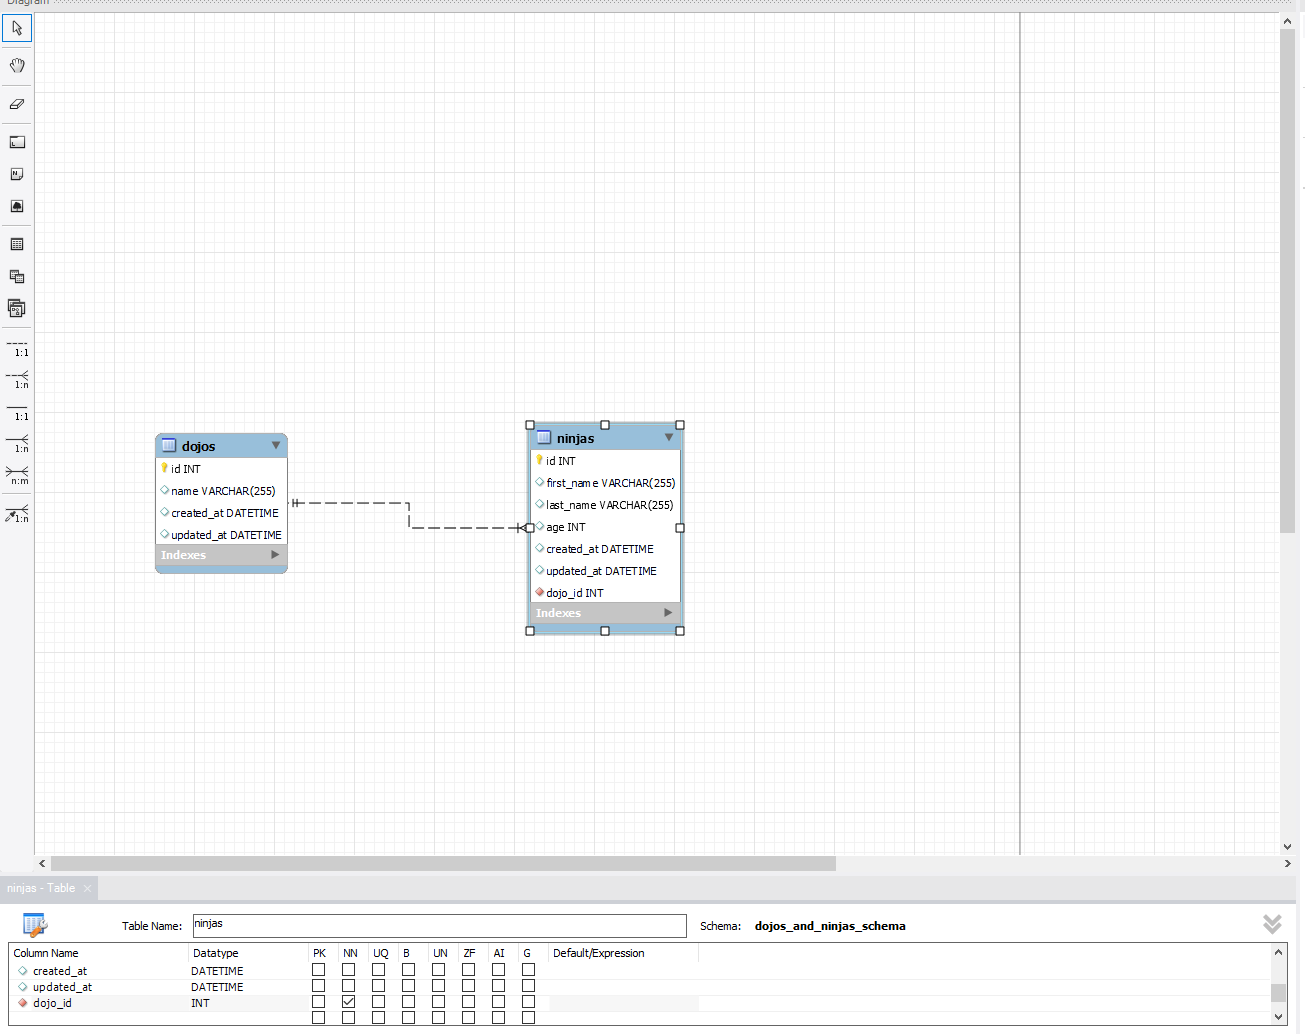 Diagram
1:1
1:n
1:1
1:n
n:m
1:n
dojos
id INT
name VARCHAR(255)
created_at DATETIME
updated_at DATETIME
Indexes
ninjas
id INT
first_name VARCHAR(255)
last_name VARCHAR(255)
age INT
created_at DATETIME
updated_at DATETIME
dojo_id INT
Indexes
ninjas - Table
Table Name: ninjas Schema: dojos_and_ninjas_schema
Column Name Datatype PK NN UQ B UN ZF AI G Default/Expression
created_at DATETIME
updated_at DATETIME
dojo_id INT